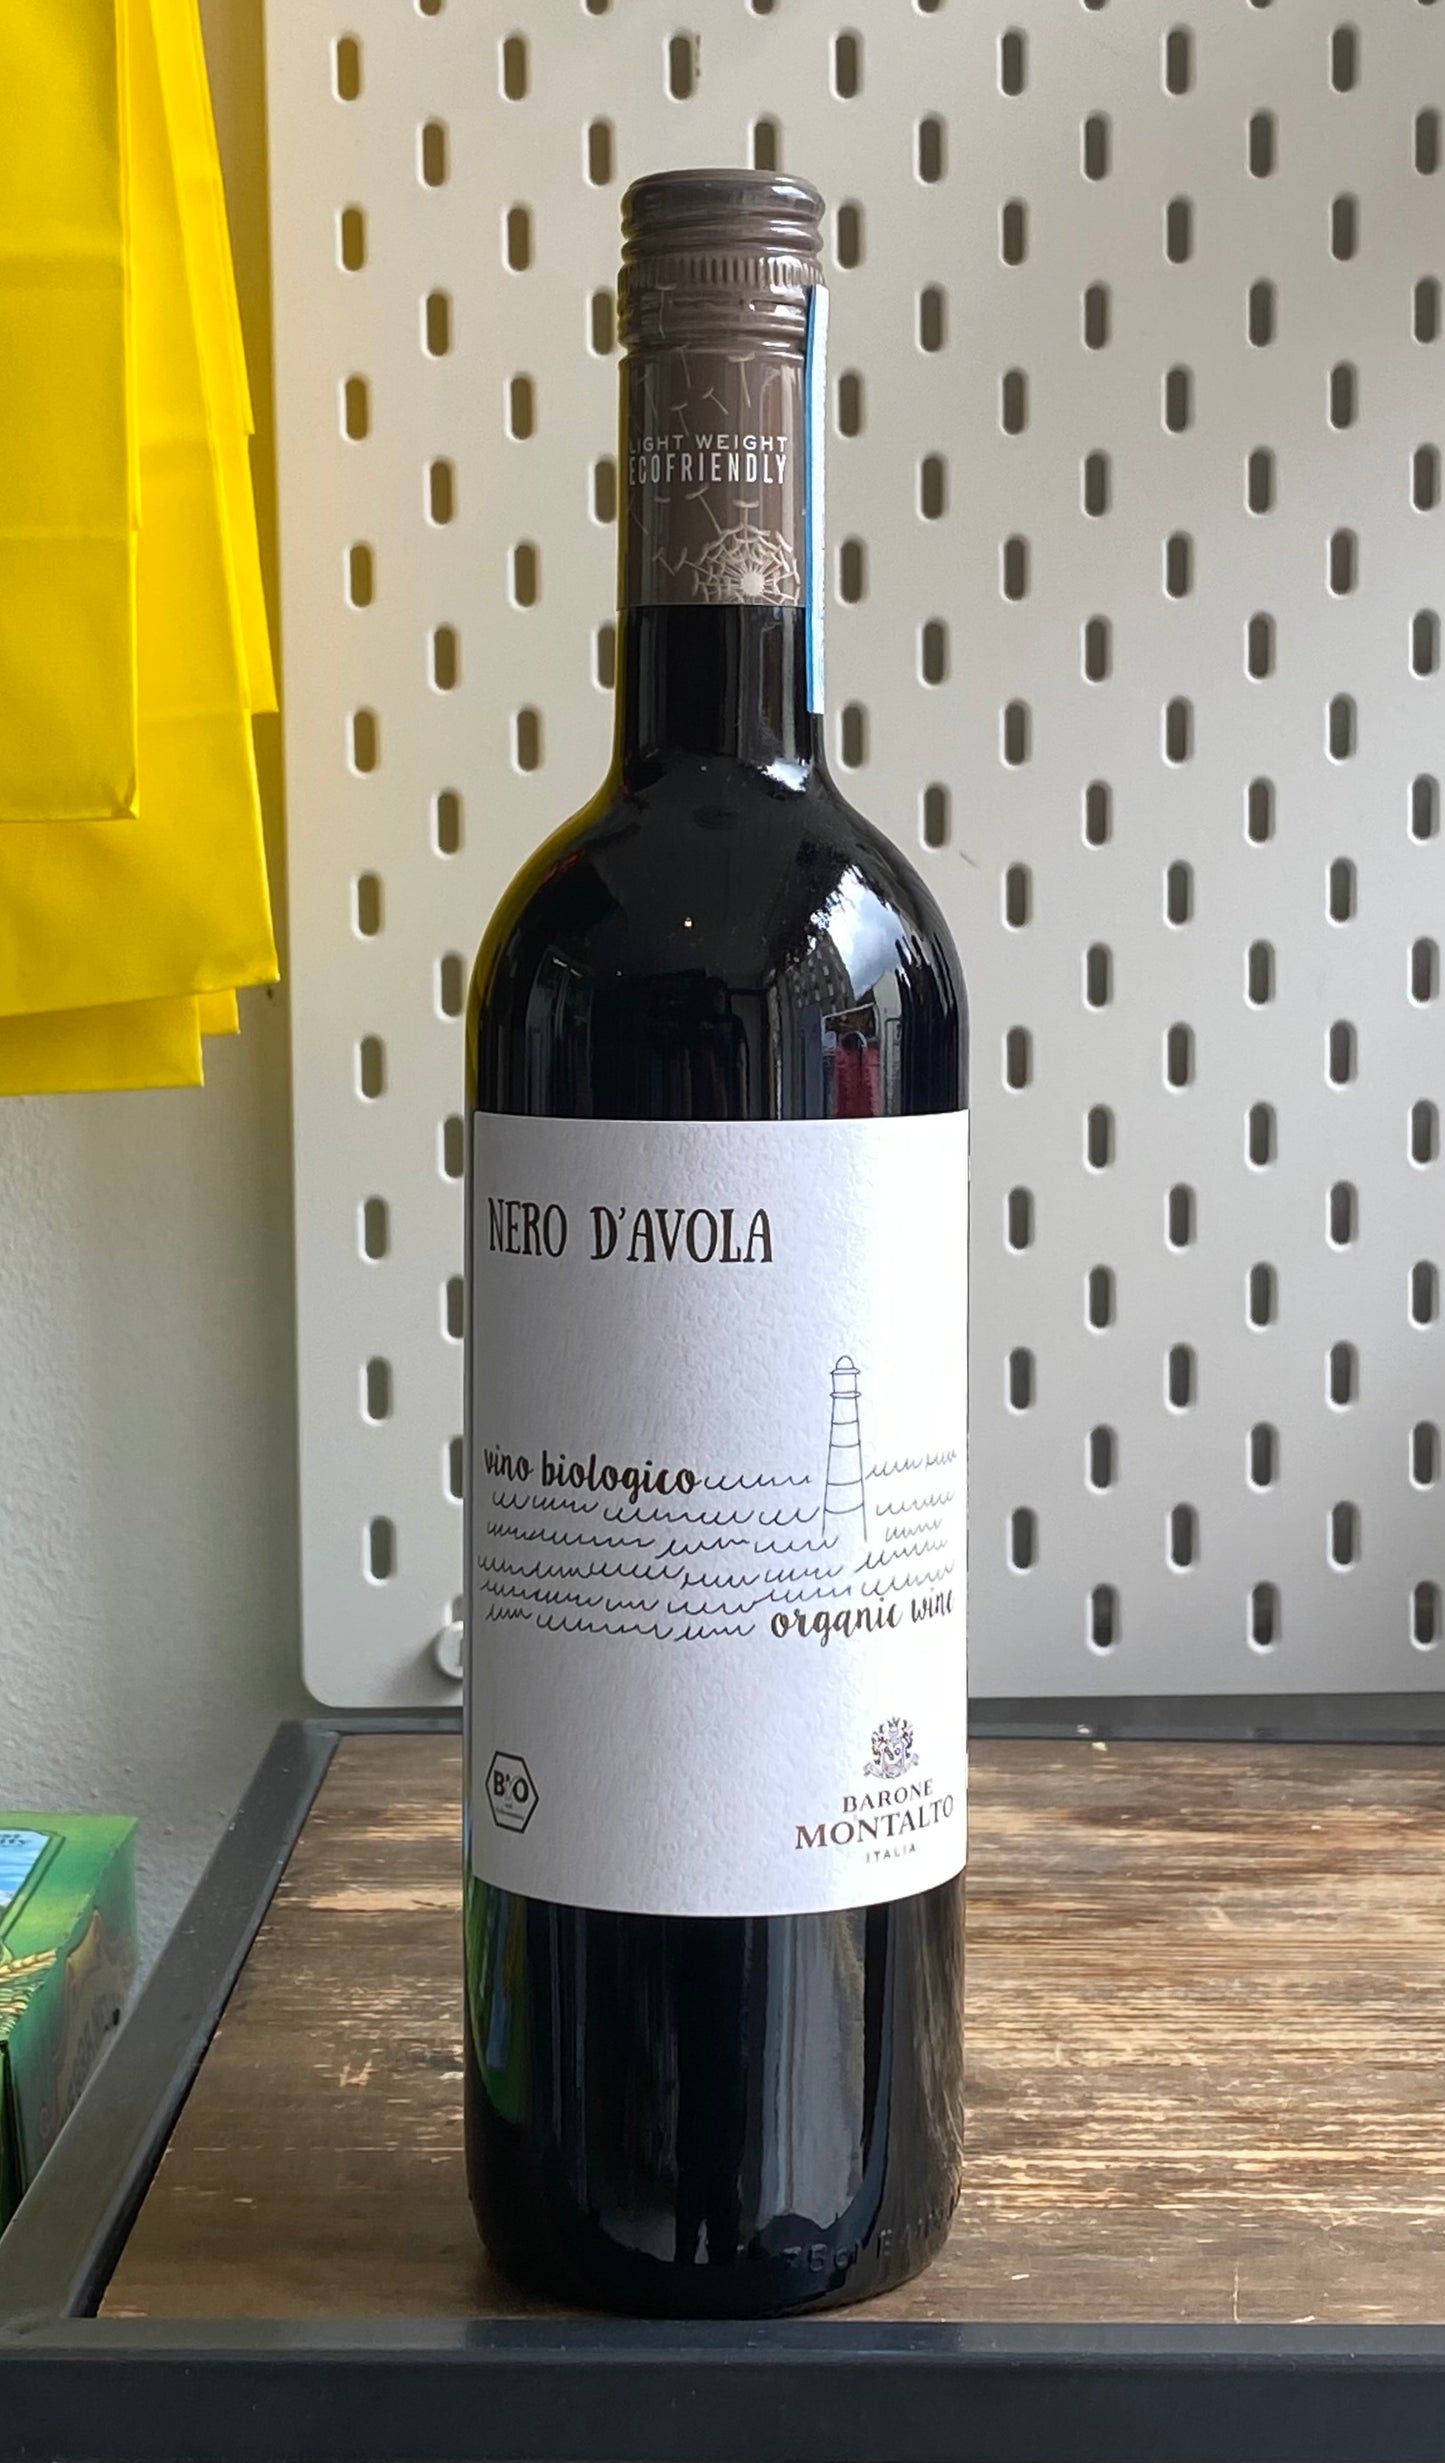 LIGHT WEIGHT
ECOFRIENDLY
NERO D'AVOLA
vino biologico
organic wine
BIO
BARONE
MONTALTO
ITALIA